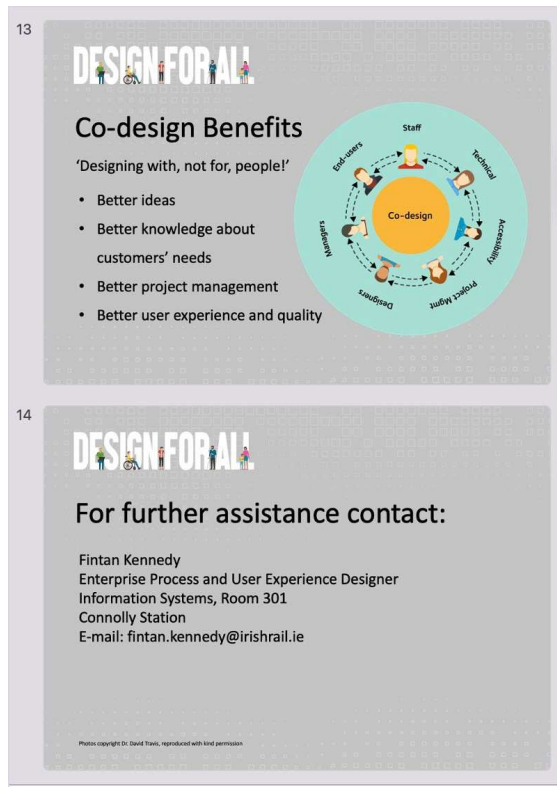 13
DESIGN FOR ALL
Co-design Benefits
‘Designing with, not for, people!’
• Better ideas
• Better knowledge about
customers’ needs
• Better project management
• Better user experience and quality
Staff
Technical
Accessibility
Project Mgmt
Designers
Managers
End-users
Co-design
14
DESIGN FOR ALL
For further assistance contact:
Fintan Kennedy
Enterprise Process and User Experience Designer
Information Systems, Room 301
Connolly Station
E-mail: fintan.kennedy@irishrail.ie
Photos copyright Dr. David Travis, reproduced with kind permission